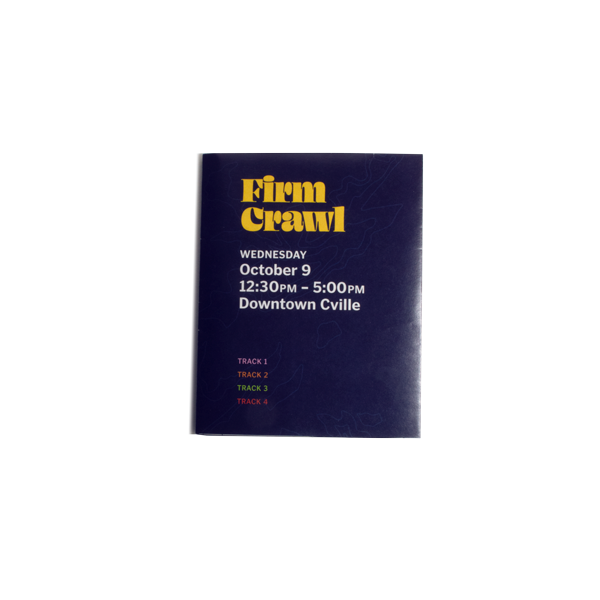 Firm
Crawl
WEDNESDAY
October 9
12:30PM – 5:00PM
Downtown Cville
TRACK 1
TRACK 2
TRACK 3
TRACK 4